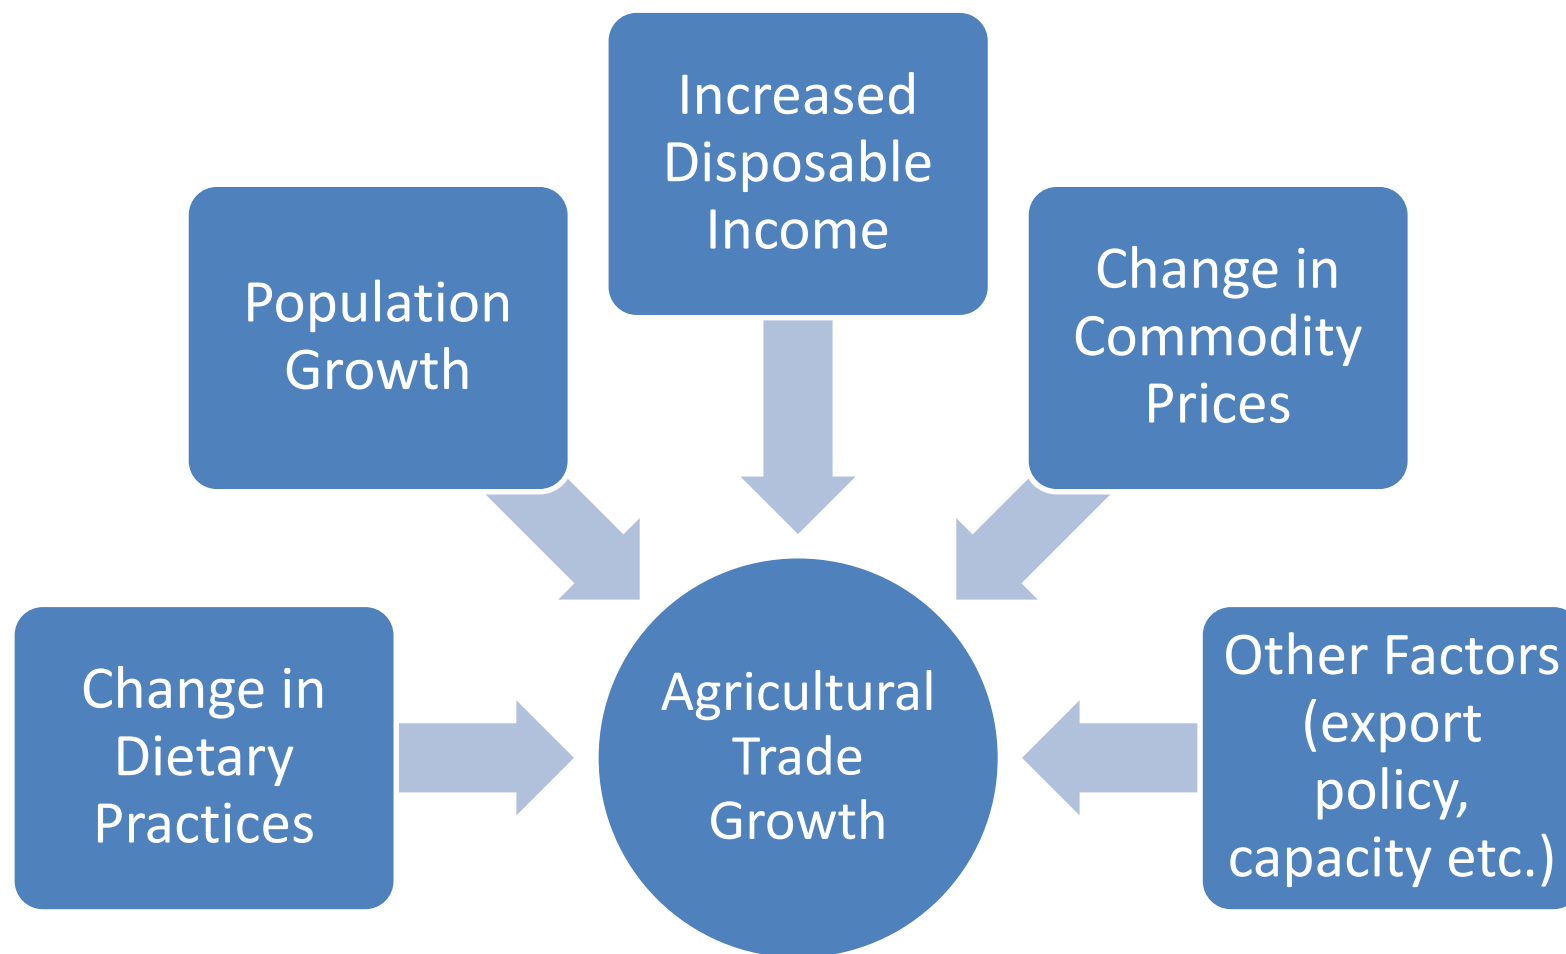 Increased
Disposable
Income
Population
Growth
Change in
Commodity
Prices
Change in
Dietary
Practices
Agricultural
Trade
Growth
Other Factors
(export
policy,
capacity etc.)